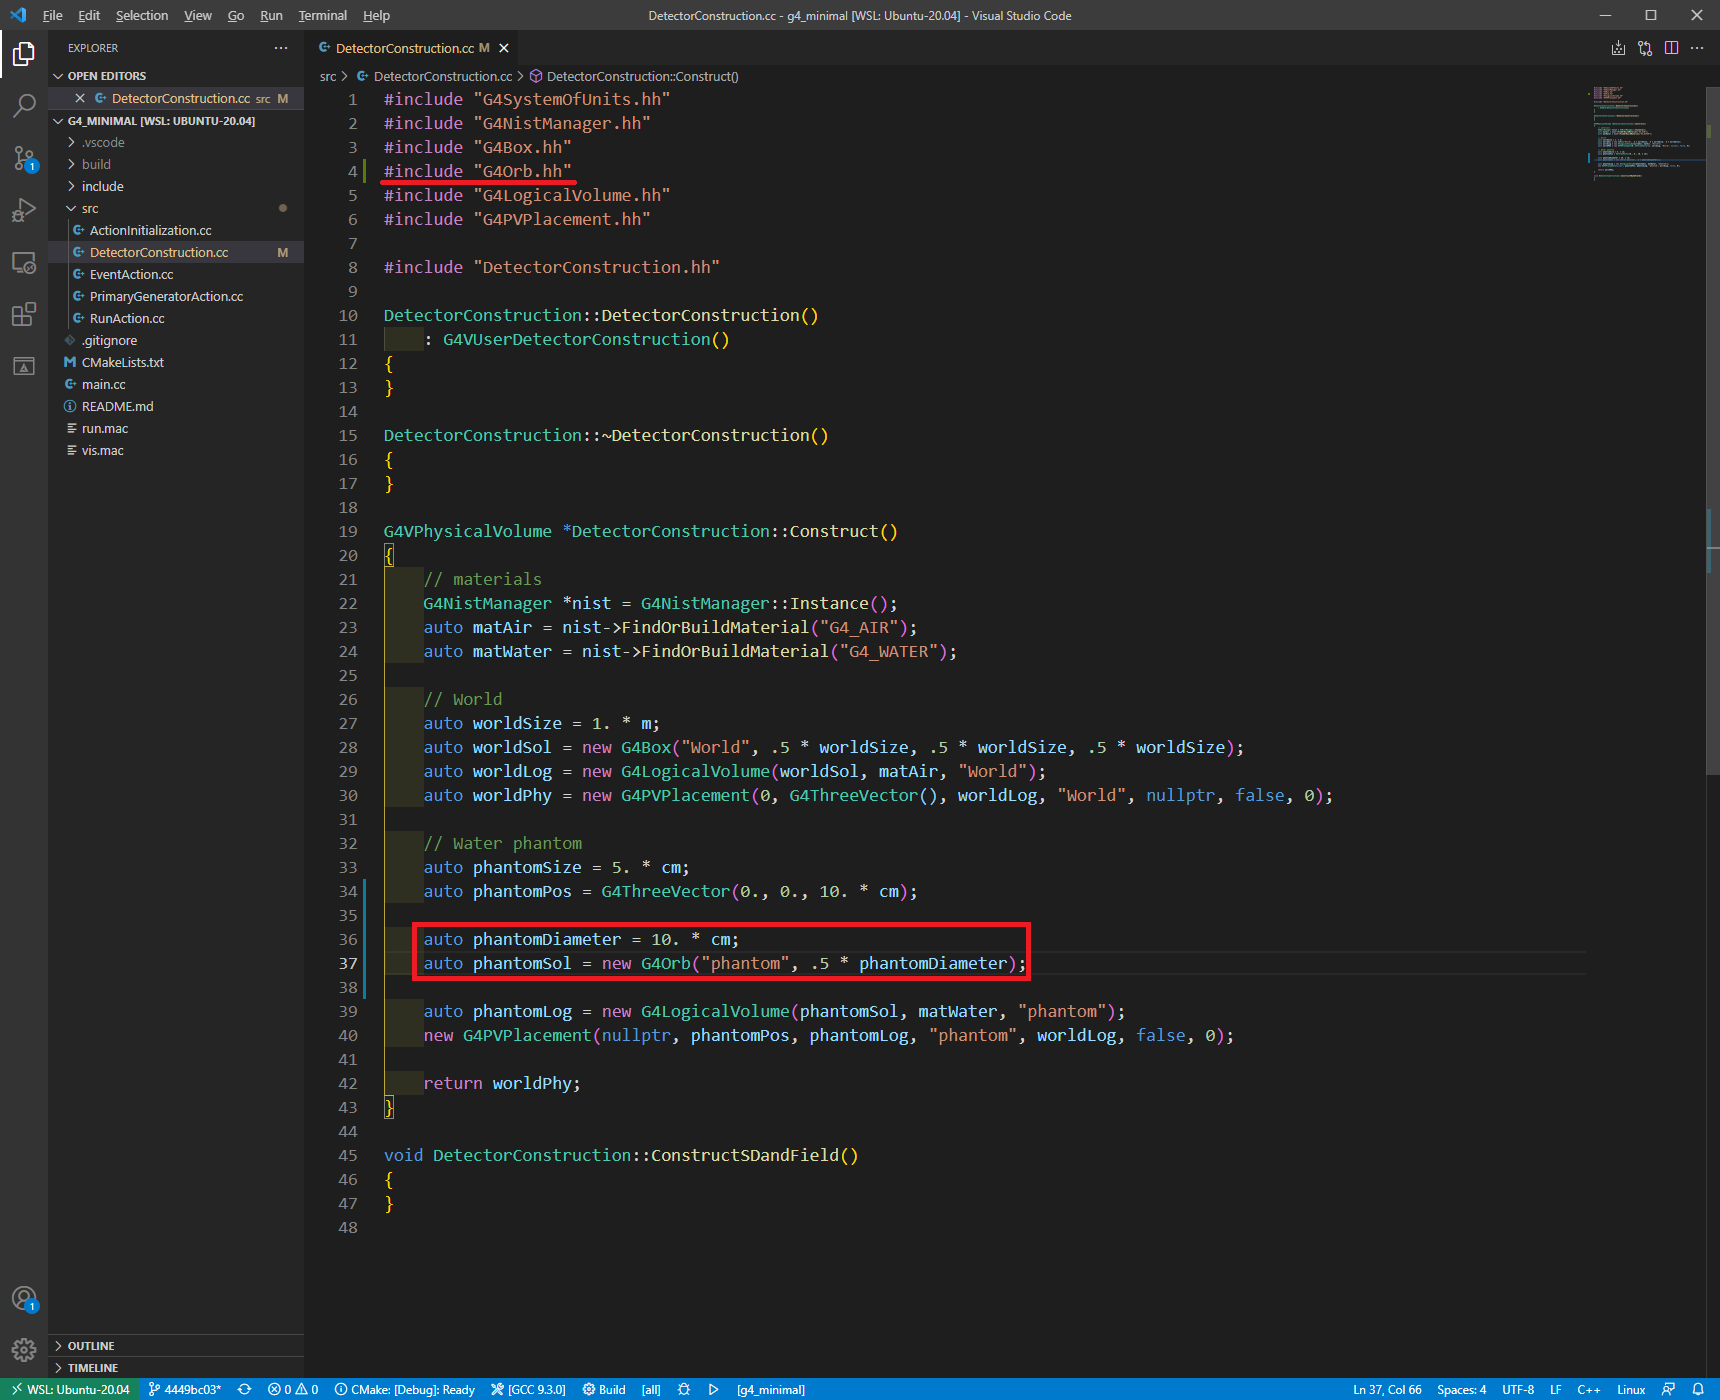 File Edit Selection View Go Run Terminal Help
DetectorConstruction.cc - g4_minimal [WSL: Ubuntu-20.04] - Visual Studio Code
EXPLORER
OPEN EDITORS
DetectorConstruction.cc src M
G4_MINIMAL [WSL: UBUNTU-20.04]
.vscode
build
include
src
ActionInitialization.cc
DetectorConstruction.cc M
EventAction.cc
PrimaryGeneratorAction.cc
RunAction.cc
.gitignore
CMakeLists.txt
main.cc
README.md
run.mac
vis.mac
OUTLINE
TIMELINE
1
1
DetectorConstruction.cc M
src > DetectorConstruction.cc > DetectorConstruction::Construct()
1 #include "G4SystemOfUnits.hh"
2 #include "G4NistManager.hh"
3 #include "G4Box.hh"
4 #include "G4Orb.hh"
5 #include "G4LogicalVolume.hh"
6 #include "G4PVPlacement.hh"
7
8 #include "DetectorConstruction.hh"
9
10 DetectorConstruction::DetectorConstruction()
11     : G4VUserDetectorConstruction()
12 {
13 }
14
15 DetectorConstruction::~DetectorConstruction()
16 {
17 }
18
19 G4VPhysicalVolume *DetectorConstruction::Construct()
20 {
21     // materials
22     G4NistManager *nist = G4NistManager::Instance();
23     auto matAir = nist->FindOrBuildMaterial("G4_AIR");
24     auto matWater = nist->FindOrBuildMaterial("G4_WATER");
25
26     // World
27     auto worldSize = 1. * m;
28     auto worldSol = new G4Box("World", .5 * worldSize, .5 * worldSize, .5 * worldSize);
29     auto worldLog = new G4LogicalVolume(worldSol, matAir, "World");
30     auto worldPhy = new G4PVPlacement(0, G4ThreeVector(), worldLog, "World", nullptr, false, 0);
31
32     // Water phantom
33     auto phantomSize = 5. * cm;
34     auto phantomPos = G4ThreeVector(0., 0., 10. * cm);
35
36     auto phantomDiameter = 10. * cm;
37     auto phantomSol = new G4Orb("phantom", .5 * phantomDiameter);
38
39     auto phantomLog = new G4LogicalVolume(phantomSol, matWater, "phantom");
40     new G4PVPlacement(nullptr, phantomPos, phantomLog, "phantom", worldLog, false, 0);
41
42     return worldPhy;
43 }
44
45 void DetectorConstruction::ConstructSDandField()
46 {
47 }
48
WSL: Ubuntu-20.04 4449bc03* 0 0 CMake: [Debug]: Ready [GCC 9.3.0] Build [all] [g4_minimal] Ln 37, Col 66 Spaces: 4 UTF-8 LF C++ Linux